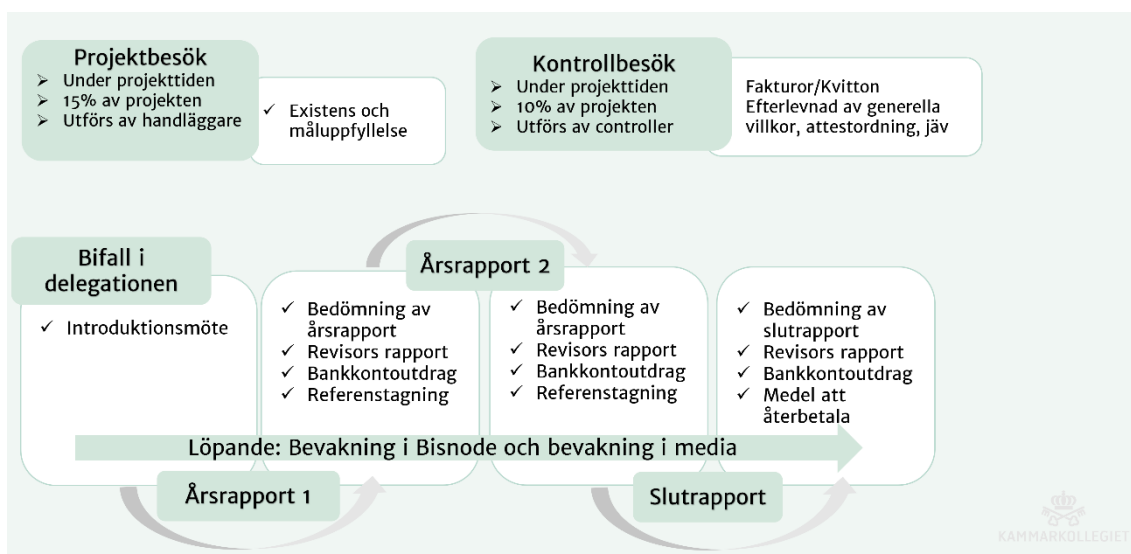 Projektbesök
➢ Under projekttiden
➢ 15% av projekten
➢ Utförs av handläggare
✓ Existens och
måluppfyllelse
Kontrollbesök
➢ Under projekttiden
➢ 10% av projekten
➢ Utförs av controller
Fakturor/Kvitton
Efterlevnad av generella
villkor, attestordning, jäv
Bifall i
delegationen
✓ Introduktionsmöte
Årsrapport 2
✓ Bedömning av
årsrapport
✓ Revisors rapport
✓ Bankkontoutdrag
✓ Referenstagning
✓ Bedömning av
årsrapport
✓ Revisors rapport
✓ Bankkontoutdrag
✓ Referenstagning
✓ Bedömning av
slutrapport
✓ Revisors rapport
✓ Bankkontoutdrag
✓ Medel att
återbetala
Löpande: Bevakning i Bisnode och bevakning i media
Årsrapport 1
Slutrapport
KAMMARKOLLEGIET